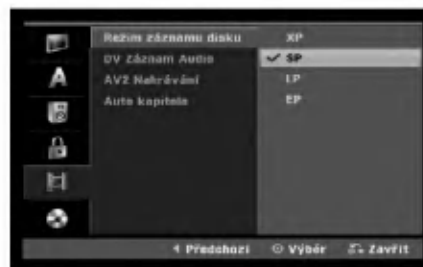 Režim záznamu disku XP
DV Záznam Audio ✔ SP
AV2 Nahrávání LP
Auto kapitola EP
A
Předchozí Výběr Zavřít